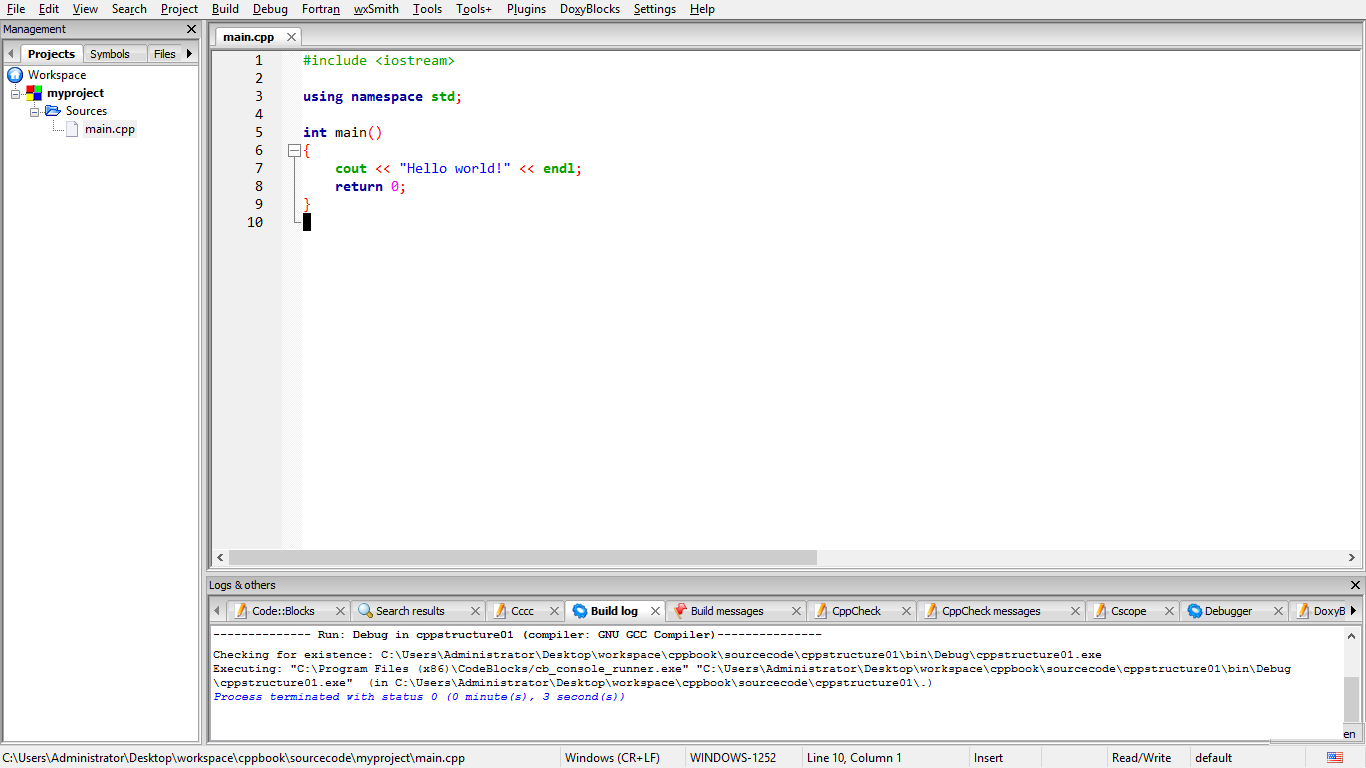 File Edit View Search Project Build Debug Fortran wxSmith Tools Tools+ Plugins DoxyBlocks Settings Help
Management
Projects Symbols Files
Workspace
myproject
Sources
main.cpp
main.cpp
1 #include <iostream>
2
3 using namespace std;
4
5 int main()
6 {
7 cout << "Hello world!" << endl;
8 return 0;
9 }
10
Logs & others
Code::Blocks Search results Cccc Build log Build messages CppCheck CppCheck messages Cscope Debugger DoxyB
-------------- Run: Debug in cppstructure01 (compiler: GNU GCC Compiler)---------------
Checking for existence: C:\Users\Administrator\Desktop\workspace\cppbook\sourcecode\cppstructure01\bin\Debug\cppstructure01.exe
Executing: "C:\Program Files (x86)\CodeBlocks/cb_console_runner.exe" "C:\Users\Administrator\Desktop\workspace\cppbook\sourcecode\cppstructure01\bin\Debug
\cppstructure01.exe"  (in C:\Users\Administrator\Desktop\workspace\cppbook\sourcecode\cppstructure01\.)
Process terminated with status 0 (0 minute(s), 3 second(s))
en
C:\Users\Administrator\Desktop\workspace\cppbook\sourcecode\myproject\main.cpp Windows (CR+LF) WINDOWS-1252 Line 10, Column 1 Insert Read/Write default